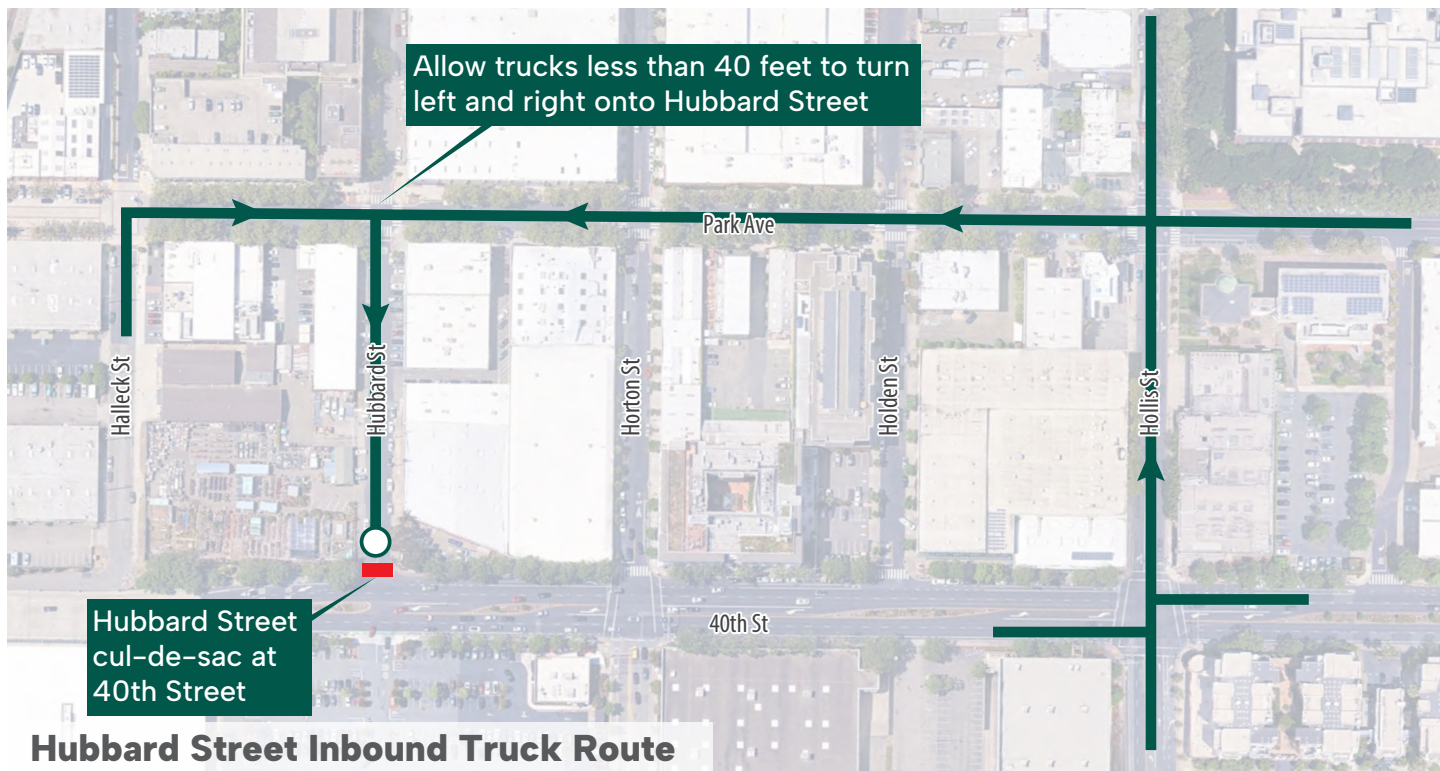 Allow trucks less than 40 feet to turn
left and right onto Hubbard Street
Park Ave
Halleck St
Hubbard St
Horton St
Holden St
Hollis St
40th St
Hubbard Street
cul-de-sac at
40th Street
Hubbard Street Inbound Truck Route